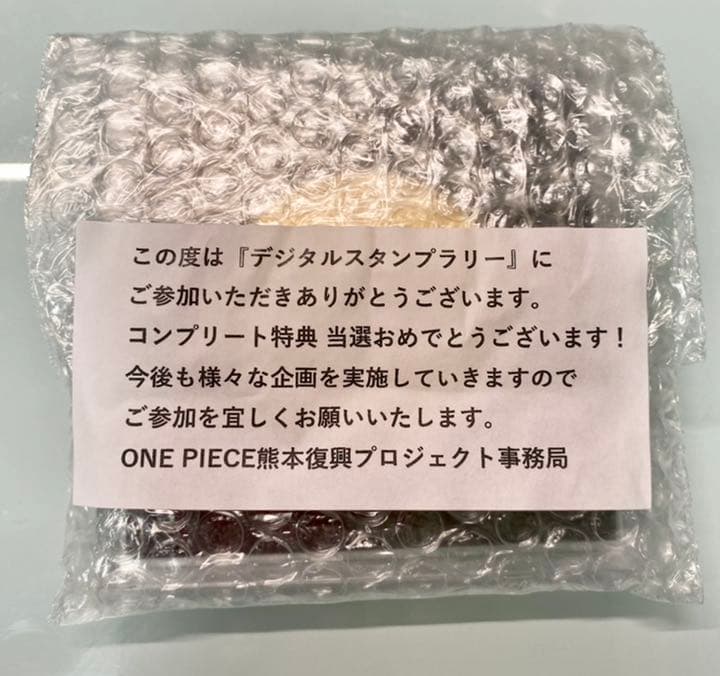 この度は『デジタルスタンプラリー』に
ご参加いただきありがとうございます。
コンプリート特典 当選おめでとうございます！
今後も様々な企画を実施していきますので
ご参加を宜しくお願いいたします。
ONE PIECE熊本復興プロジェクト事務局